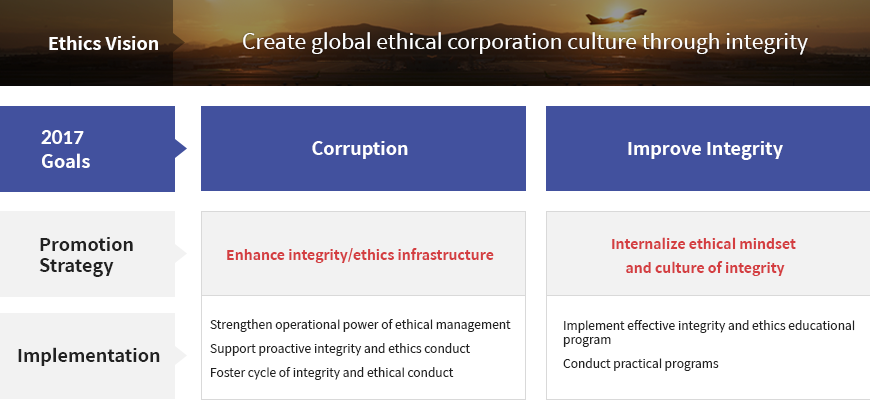 Ethics Vision
Create global ethical corporation culture through integrity
2017
Goals
Corruption
Improve Integrity
Promotion
Strategy
Enhance integrity/ethics infrastructure
Internalize ethical mindset
and culture of integrity
Implementation
Strengthen operational power of ethical management
Support proactive integrity and ethics conduct
Foster cycle of integrity and ethical conduct
Implement effective integrity and ethics educational
program
Conduct practical programs